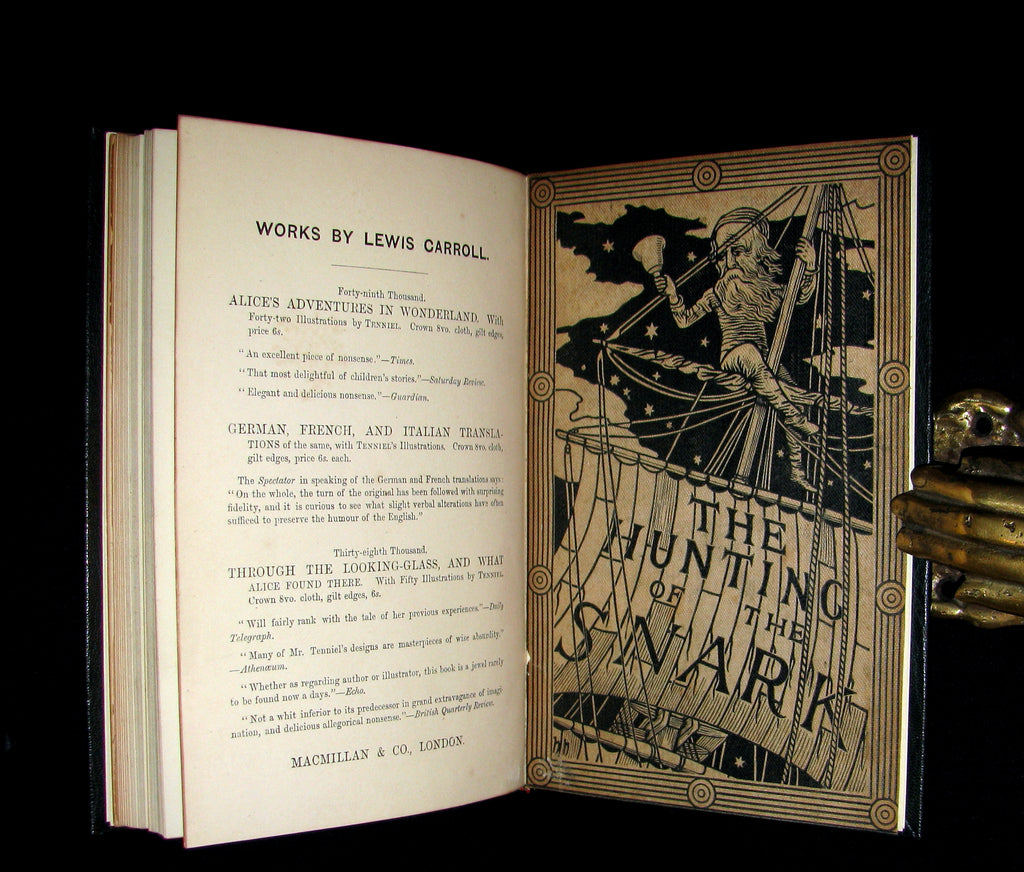 WORKS BY LEWIS CARROLL.
Forty-ninth Thousand.
ALICE'S ADVENTURES IN WONDERLAND. With
Forty-two Illustrations by TENNIEL. Crown 8vo. cloth, gilt edges,
price 6s.
"An excellent piece of nonsense."—Times.
"That most delightful of children's stories."—Saturday Review.
"Elegant and delicious nonsense."—Guardian.
GERMAN, FRENCH, AND ITALIAN TRANSLA-
TIONS of the same, with TENNIEL'S Illustrations. Crown 8vo. cloth,
gilt edges, price 6s. each.
The Spectator in speaking of the German and French translations says:
"On the whole, the turn of the original has been followed with surprising
fidelity, and it is curious to see what slight verbal alterations have often
sufficed to preserve the humour of the English."
Thirty-eighth Thousand.
THROUGH THE LOOKING-GLASS, AND WHAT
ALICE FOUND THERE. With Fifty Illustrations by TENNIEL.
Crown 8vo. cloth, gilt edges, 6s.
"Will fairly rank with the tale of her previous experiences."—Daily
Telegraph.
"Many of Mr. Tenniel's designs are masterpieces of wise absurdity."
—Athenæum.
"Whether as regarding author or illustrator, this book is a jewel rarely
to be found now a days."—Echo.
"Not a whit inferior to its predecessor in grand extravagance of imagi-
nation, and delicious allegorical nonsense."—British Quarterly Review.
MACMILLAN & CO., LONDON.
THE
HUNTING
OF THE
SNARK
hh